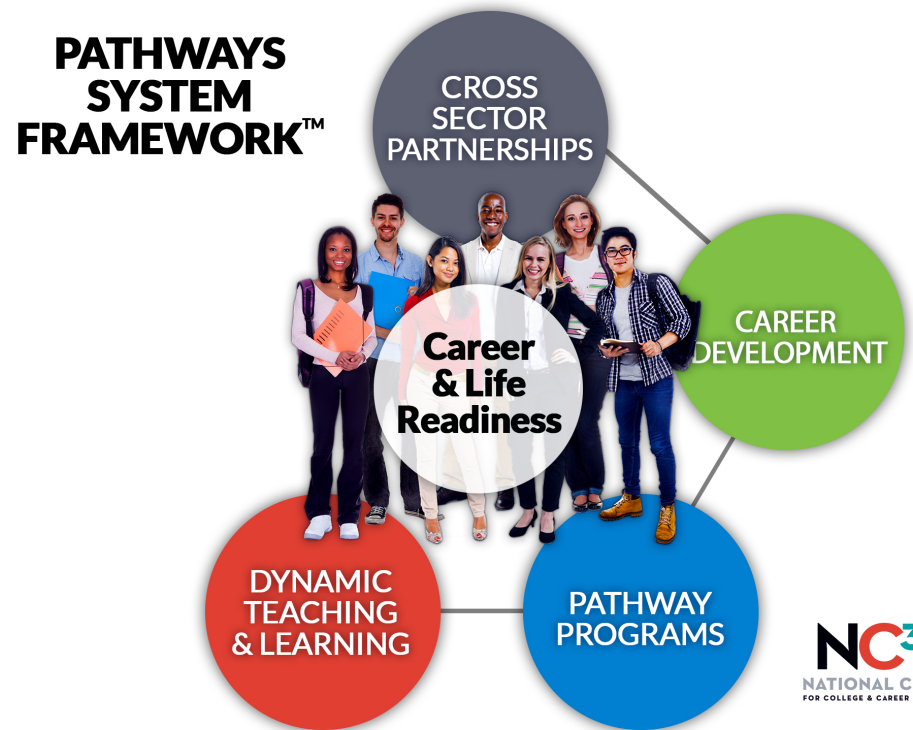 PATHWAYS
SYSTEM
FRAMEWORK™
CROSS
SECTOR
PARTNERSHIPS
CAREER
DEVELOPMENT
Career
& Life
Readiness
DYNAMIC
TEACHING
& LEARNING
PATHWAY
PROGRAMS
NC3
NATIONAL C
FOR COLLEGE & CAREER